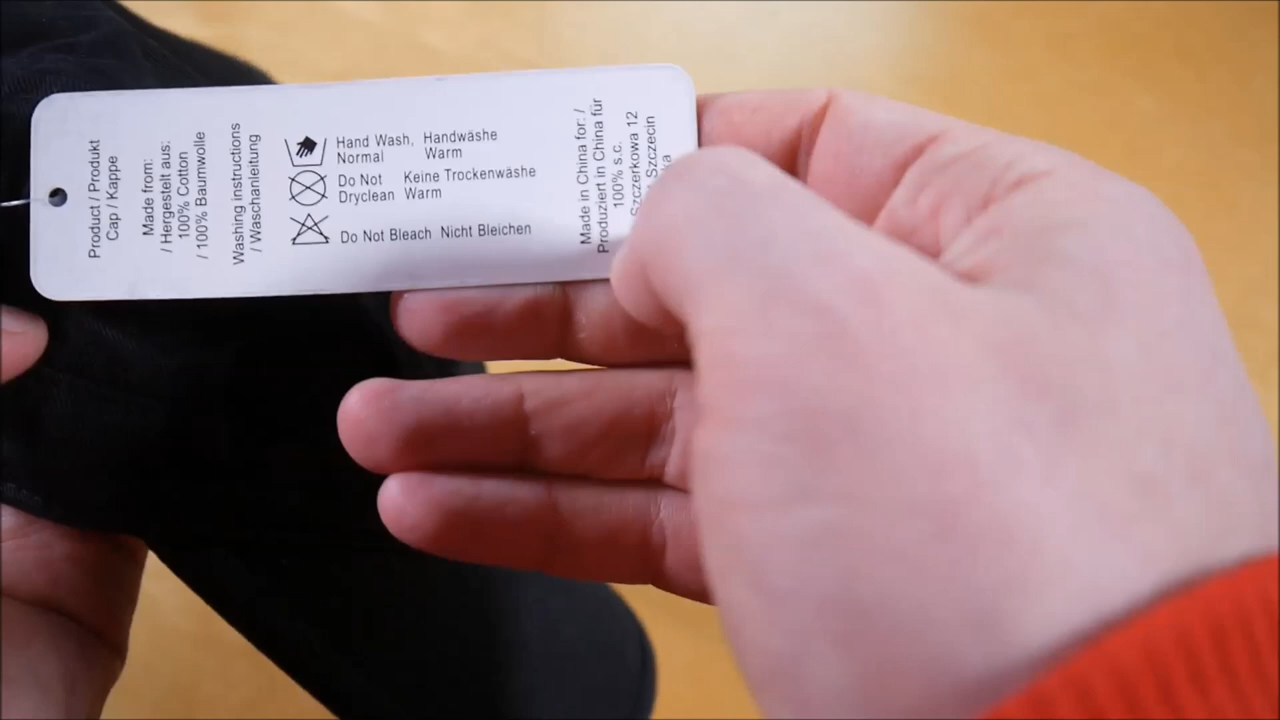 Product / Produkt
Cap / Kappe
Made from:
/ Hergestelt aus:
100% Cotton
/ 100% Baumwolle
Washing instructions
/ Waschanleitung
Hand Wash, Handwäshe
Normal Warm
Do Not Keine Trockenwäshe
Dryclean Warm
Do Not Bleach Nicht Bleichen
Made in China for: /
Produziert in China für
100% s.c.
Szczerkowa 12
Szczecin